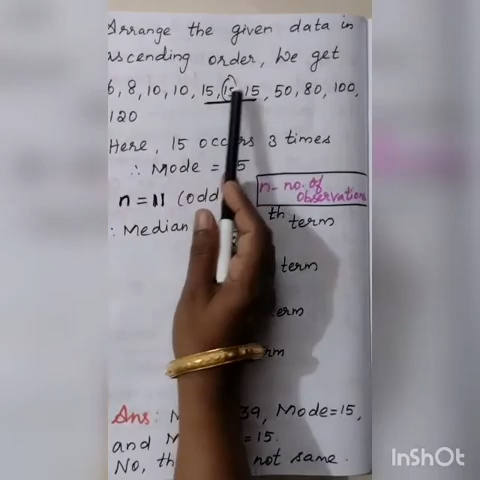 Arrange the given data in
ascending order, We get
6, 8, 10, 10, 15, 15, 15, 50, 80, 100,
120
Here, 15 occurs 3 times
∴ Mode = 15
n = 11 (odd
n - no. of
observations
∴ Median
th term
term
term
Ans: 39, Mode=15,
and = 15.
No, not same.
InShOt